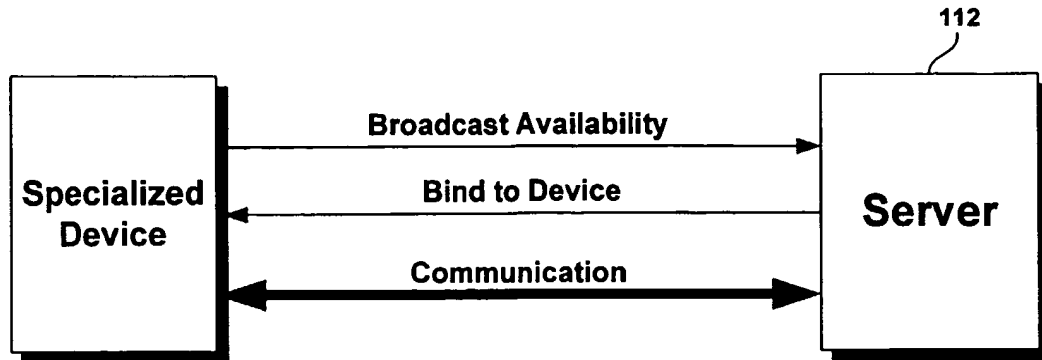 112
Broadcast Availability
Specialized
Device
Bind to Device
Server
Communication